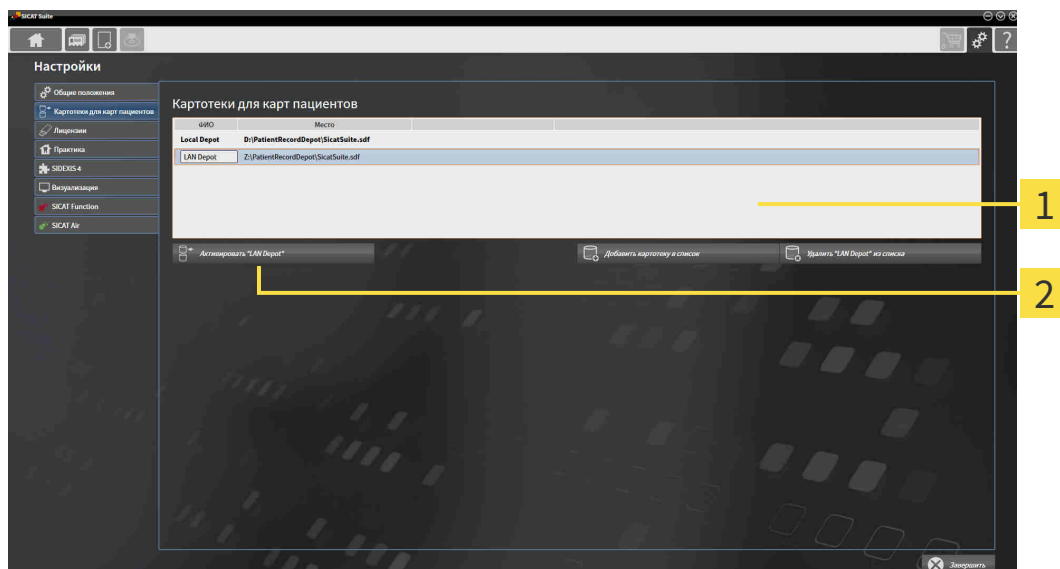 SICAT Suite
?
Настройки
Общие положения
Картотеки для карт пациентов
Лицензии
Практика
SIDEXIS 4
Визуализация
SICAT Function
SICAT Air
Картотеки для карт пациентов
ФИО Место
Local Depot D:\PatientRecordDepot\SicatSuite.sdf
LAN Depot Z:\PatientRecordDepot\SicatSuite.sdf
Активировать "LAN Depot" Добавить картотеку в список Удалить "LAN Depot" из списка
1
2
Завершить